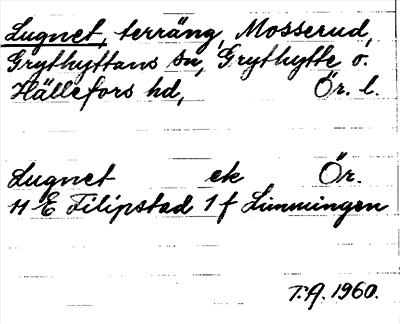 Lugnet, terräng, Mosserud,
Grythyttans sn, Grythytte o.
Hällefors hd, Ör. l.
Lugnet ek Ör.
11 E Filipstad 1 f Limmingen
T.A. 1960.